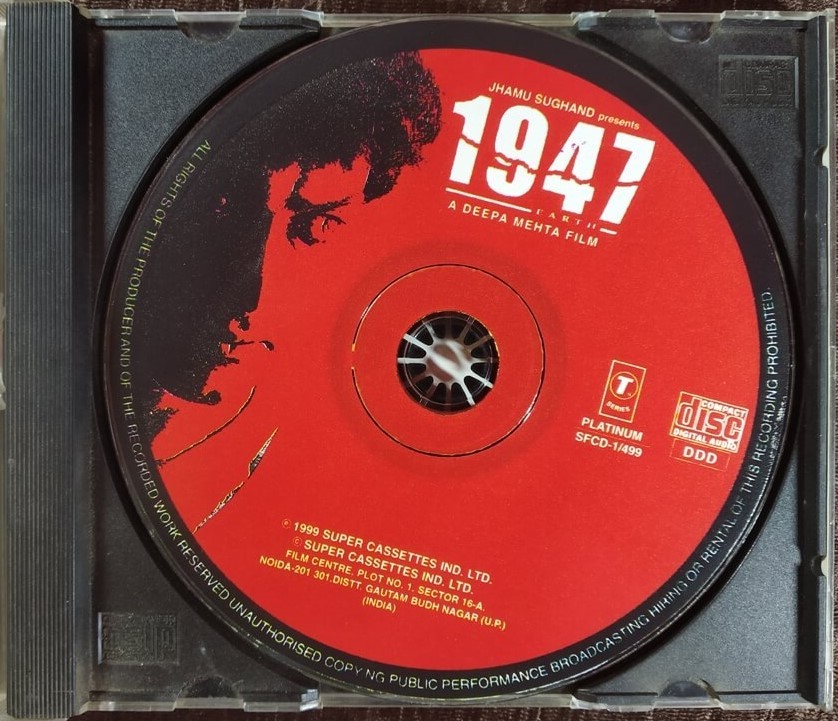 JHAMU SUGHAND presents
1947
EARTH
A DEEPA MEHTA FILM
T
SERIES
PLATINUM
SFCD-1/499
COMPACT
disc
DIGITAL AUDIO
DDD
℗ 1999 SUPER CASSETTES IND. LTD.
© SUPER CASSETTES IND. LTD.
FILM CENTRE, PLOT NO. 1, SECTOR 16-A.
NOIDA-201 301.DISTT. GAUTAM BUDH NAGAR (U.P.)
(INDIA)
ALL RIGHTS OF THE PRODUCER AND OF THE RECORDED WORK RESERVED UNAUTHORISED COPYING PUBLIC PERFORMANCE BROADCASTING HIRING OR RENTAL OF THIS RECORDING PROHIBITED.
COMPACT
disc
disc